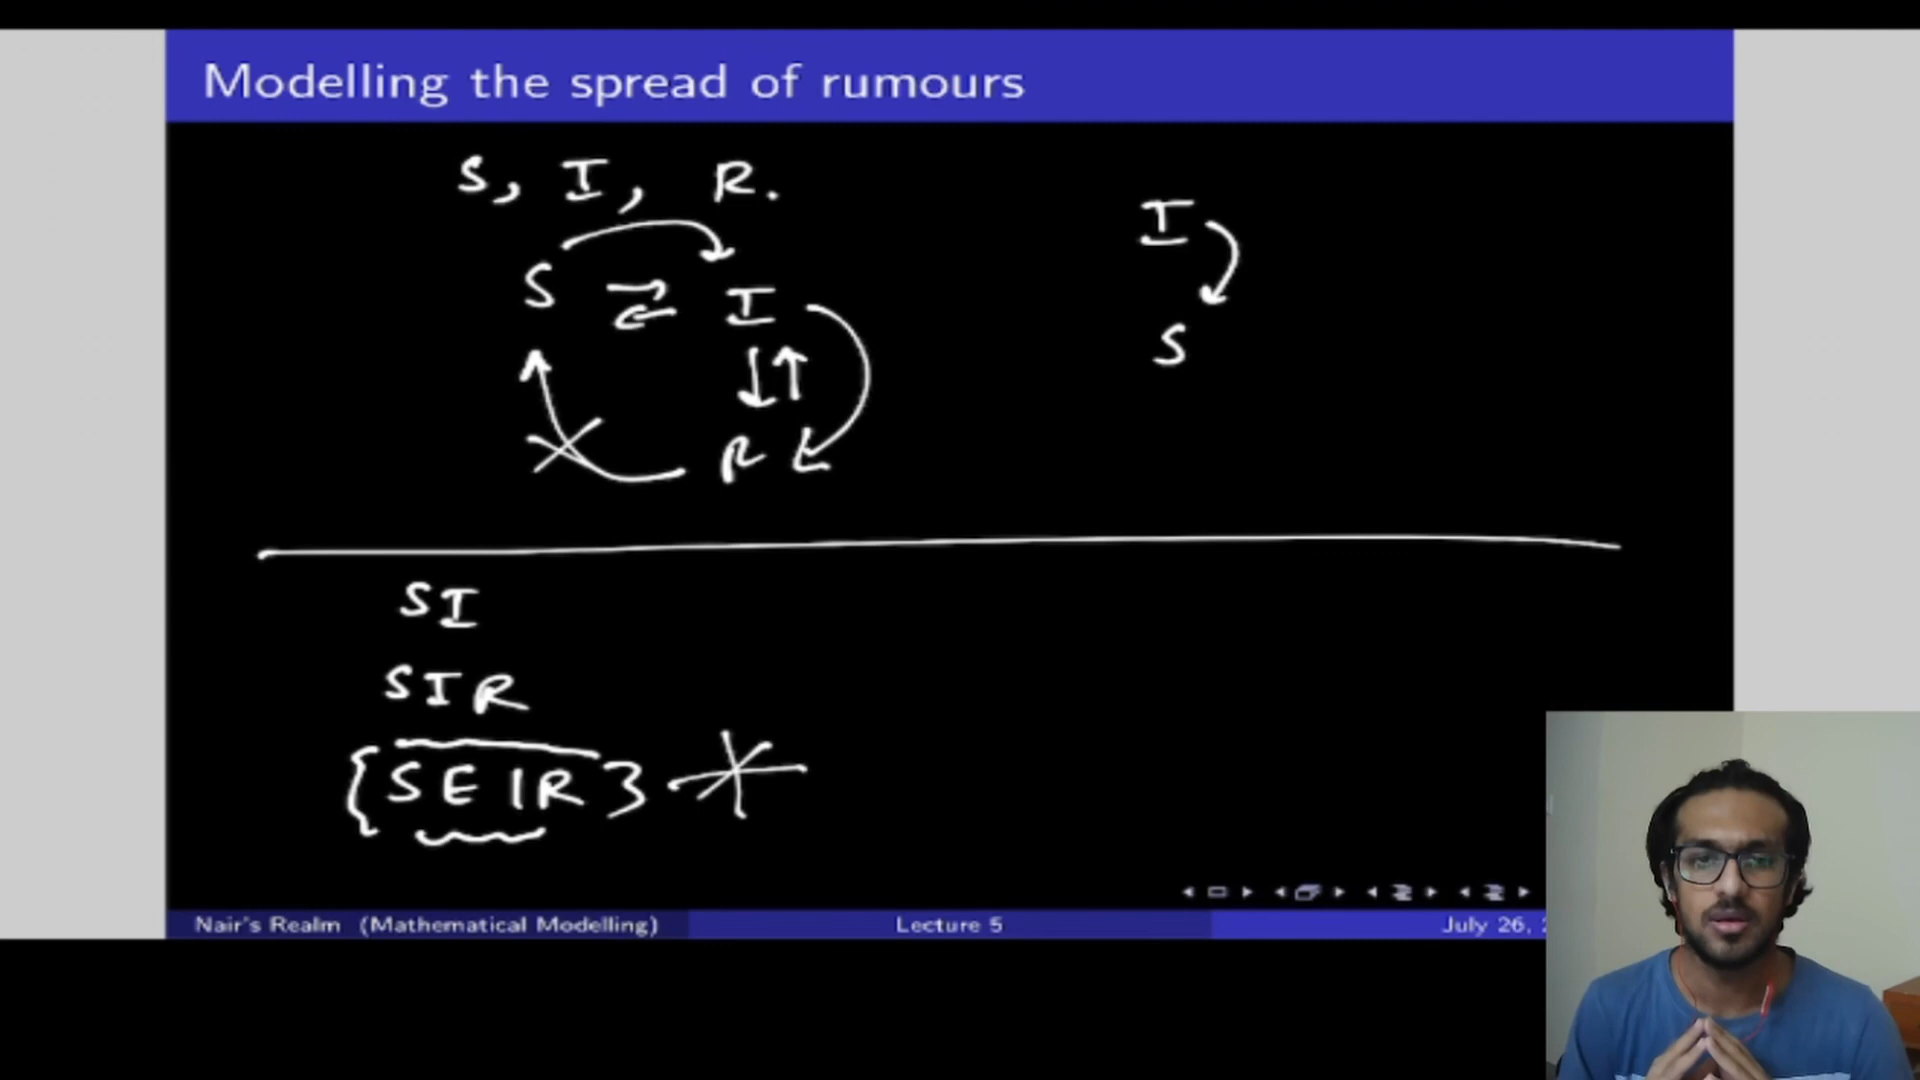 Modelling the spread of rumours
S, I, R.
S ⇌ I
R
I
S
SI
SIR
{SEIR}
Nair's Realm (Mathematical Modelling) Lecture 5 July 26,